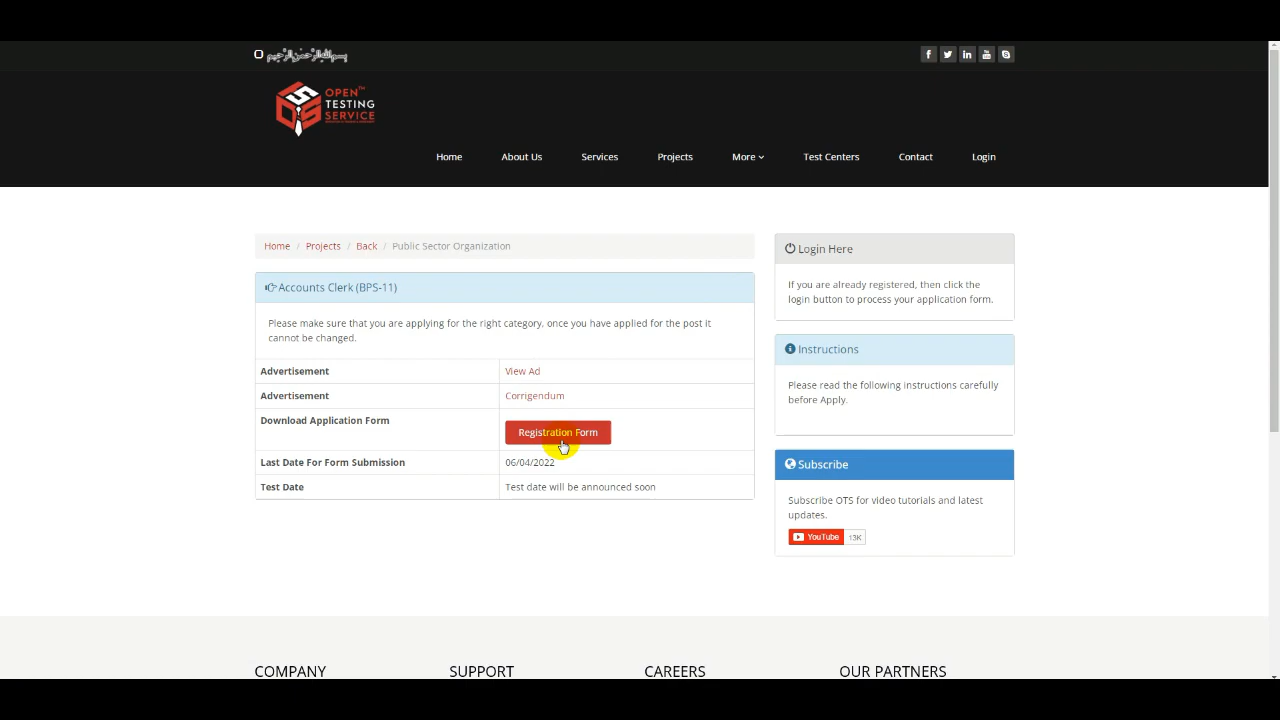 بسم الله الرحمن الرحيم
OPEN™
TESTING
SERVICE
Home
About Us
Services
Projects
More
Test Centers
Contact
Login
Home / Projects / Back / Public Sector Organization
Accounts Clerk (BPS-11)
Please make sure that you are applying for the right category, once you have applied for the post it
cannot be changed.
Advertisement View Ad
Advertisement Corrigendum
Download Application Form Registration Form
Last Date For Form Submission 06/04/2022
Test Date Test date will be announced soon
Login Here
If you are already registered, then click the
login button to process your application form.
Instructions
Please read the following instructions carefully
before Apply.
Subscribe
Subscribe OTS for video tutorials and latest
updates.
YouTube 13K
COMPANY
SUPPORT
CAREERS
OUR PARTNERS